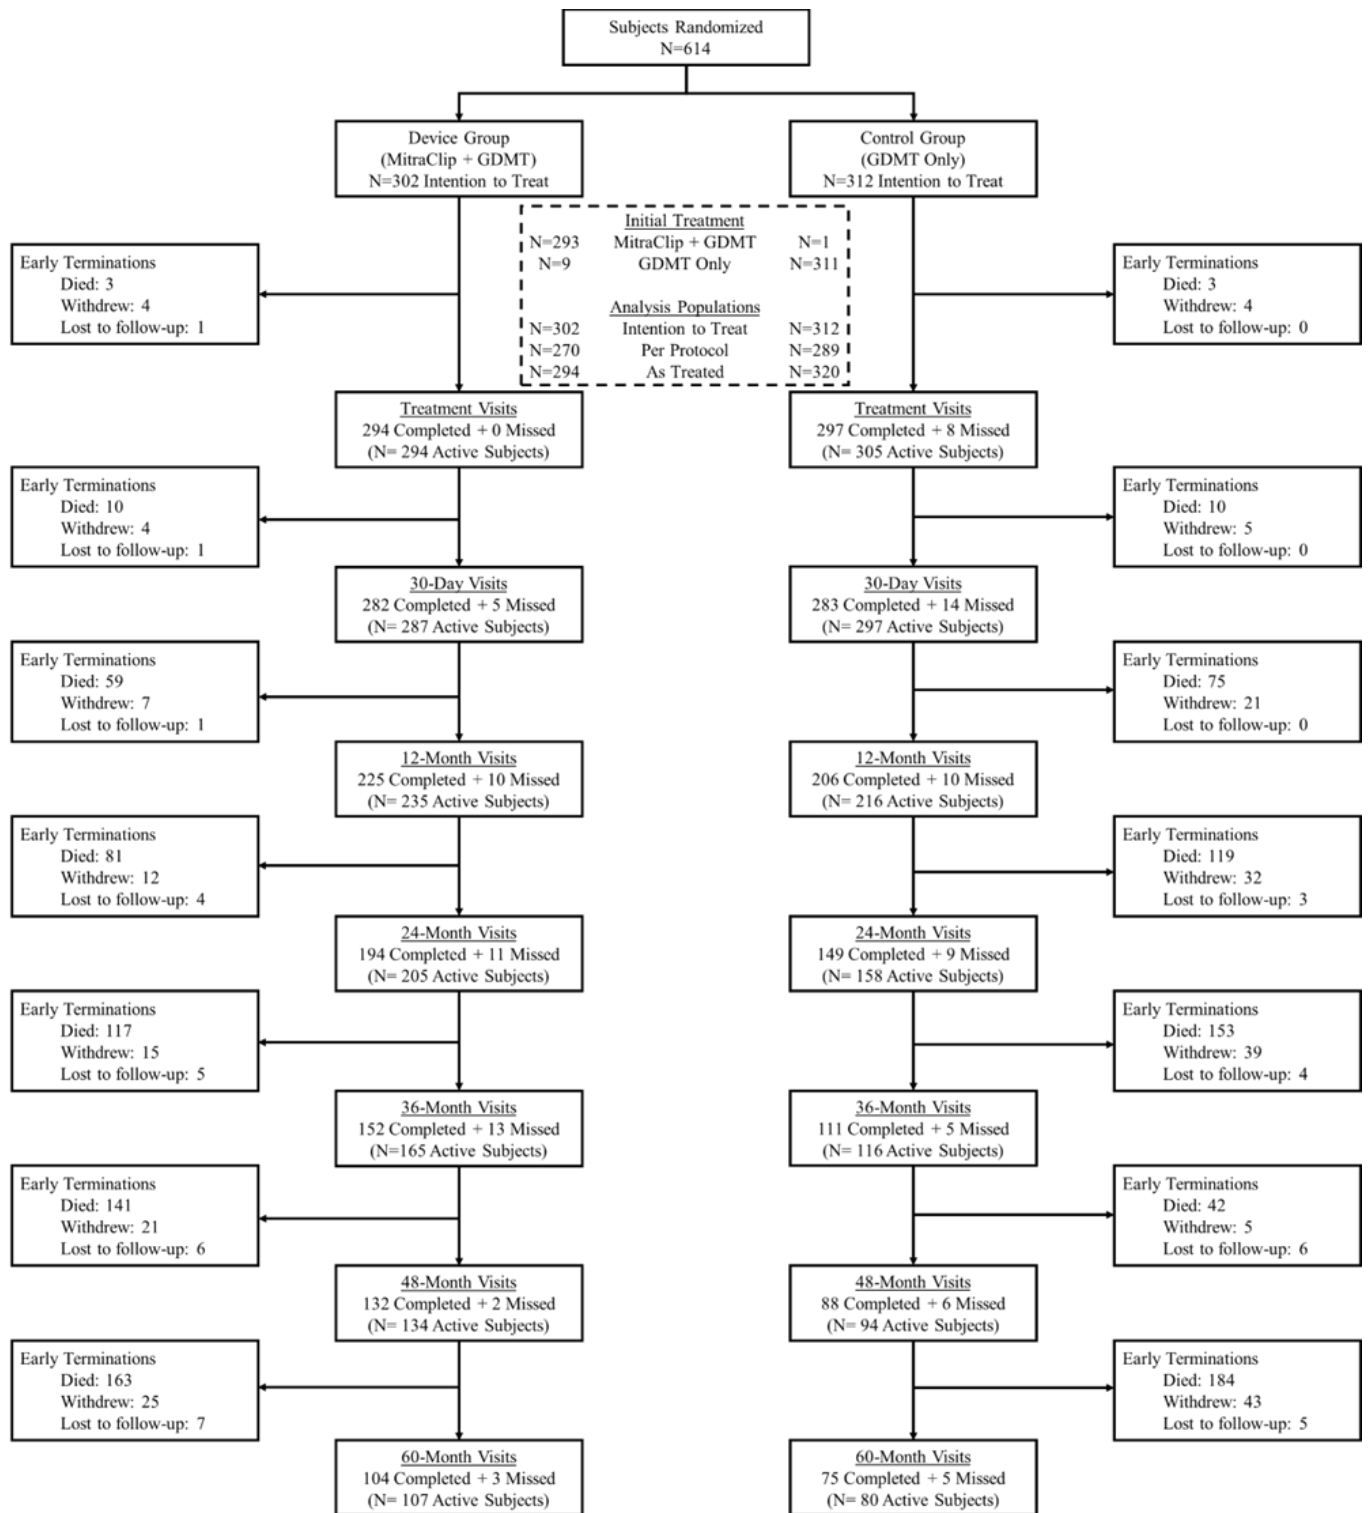 Subjects Randomized
N=614
Device Group
(MitraClip + GDMT)
N=302 Intention to Treat
Control Group
(GDMT Only)
N=312 Intention to Treat
Initial Treatment
N=293 MitraClip + GDMT N=1
N=9 GDMT Only N=311
Analysis Populations
N=302 Intention to Treat N=312
N=270 Per Protocol N=289
N=294 As Treated N=320
Early Terminations
Died: 3
Withdrew: 4
Lost to follow-up: 1
Early Terminations
Died: 3
Withdrew: 4
Lost to follow-up: 0
Treatment Visits
294 Completed + 0 Missed
(N= 294 Active Subjects)
Treatment Visits
297 Completed + 8 Missed
(N= 305 Active Subjects)
Early Terminations
Died: 10
Withdrew: 4
Lost to follow-up: 1
Early Terminations
Died: 10
Withdrew: 5
Lost to follow-up: 0
30-Day Visits
282 Completed + 5 Missed
(N= 287 Active Subjects)
30-Day Visits
283 Completed + 14 Missed
(N= 297 Active Subjects)
Early Terminations
Died: 59
Withdrew: 7
Lost to follow-up: 1
Early Terminations
Died: 75
Withdrew: 21
Lost to follow-up: 0
12-Month Visits
225 Completed + 10 Missed
(N= 235 Active Subjects)
12-Month Visits
206 Completed + 10 Missed
(N= 216 Active Subjects)
Early Terminations
Died: 81
Withdrew: 12
Lost to follow-up: 4
Early Terminations
Died: 119
Withdrew: 32
Lost to follow-up: 3
24-Month Visits
194 Completed + 11 Missed
(N= 205 Active Subjects)
24-Month Visits
149 Completed + 9 Missed
(N= 158 Active Subjects)
Early Terminations
Died: 117
Withdrew: 15
Lost to follow-up: 5
Early Terminations
Died: 153
Withdrew: 39
Lost to follow-up: 4
36-Month Visits
152 Completed + 13 Missed
(N=165 Active Subjects)
36-Month Visits
111 Completed + 5 Missed
(N= 116 Active Subjects)
Early Terminations
Died: 141
Withdrew: 21
Lost to follow-up: 6
Early Terminations
Died: 42
Withdrew: 5
Lost to follow-up: 6
48-Month Visits
132 Completed + 2 Missed
(N= 134 Active Subjects)
48-Month Visits
88 Completed + 6 Missed
(N= 94 Active Subjects)
Early Terminations
Died: 163
Withdrew: 25
Lost to follow-up: 7
Early Terminations
Died: 184
Withdrew: 43
Lost to follow-up: 5
60-Month Visits
104 Completed + 3 Missed
(N= 107 Active Subjects)
60-Month Visits
75 Completed + 5 Missed
(N= 80 Active Subjects)